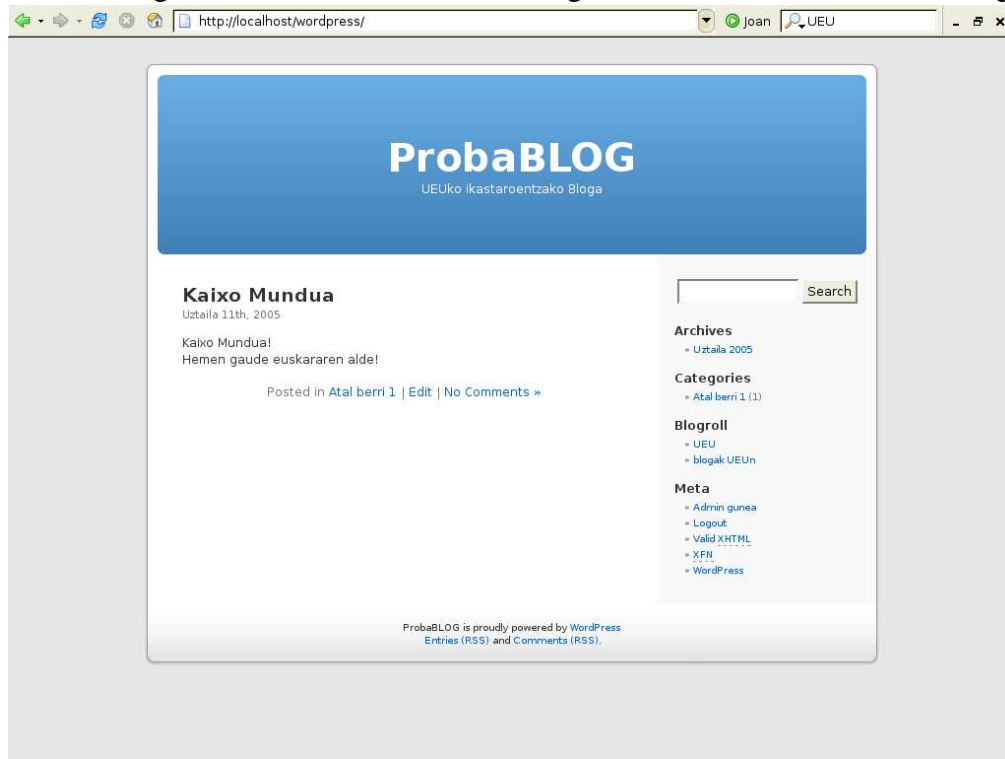 http://localhost/wordpress/
Joan
UEU
ProbaBLOG
UEUko ikastaroentzako Bloga
Kaixo Mundua
Uztaila 11th, 2005
Kaixo Mundua!
Hemen gaude euskararen alde!
Posted in Atal berri 1 | Edit | No Comments »
Search
Archives
» Uztaila 2005
Categories
» Atal berri 1 (1)
Blogroll
» UEU
» blogak UEUn
Meta
» Admin gunea
» Logout
» Valid XHTML
» XFN
» WordPress
ProbaBLOG is proudly powered by WordPress
Entries (RSS) and Comments (RSS).